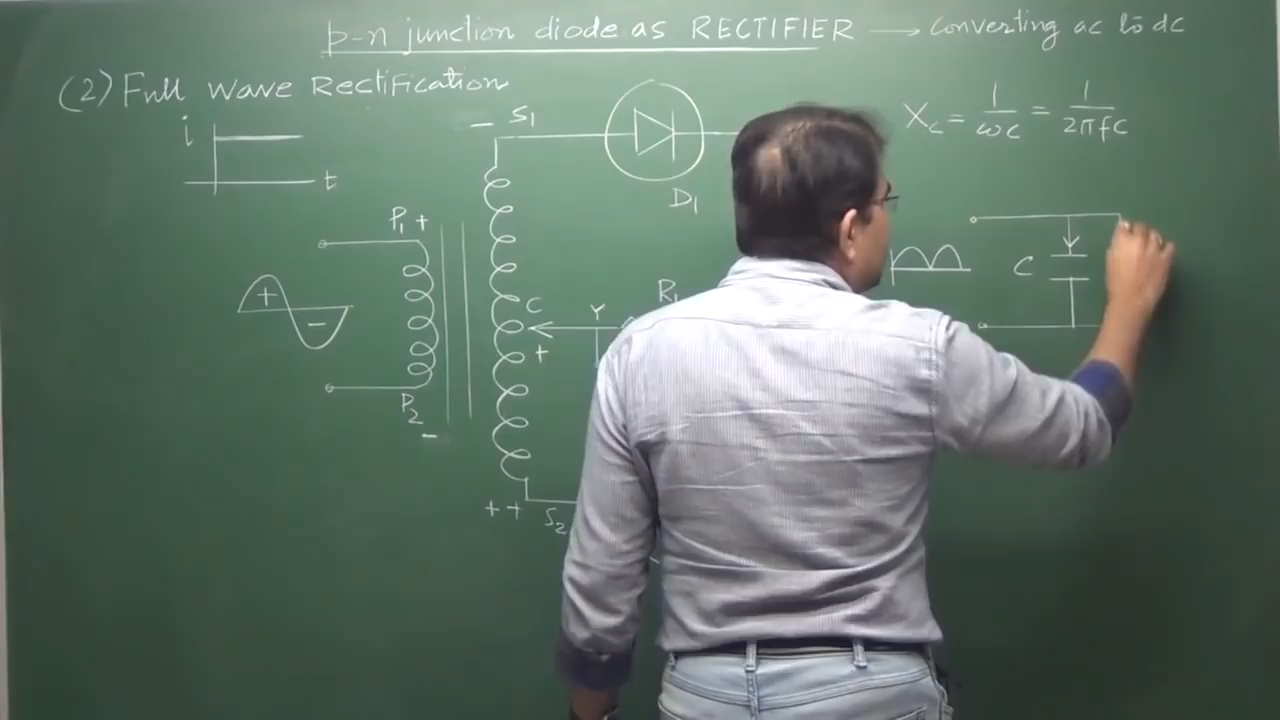 p-n junction diode as RECTIFIER → converting ac to dc
(2) Full Wave Rectification
i
t
- S1
D1
Xc = 1/ωc = 1/2πfc
P1 +
+
-
P2
-
C
+
Y
R
C
+ + S2